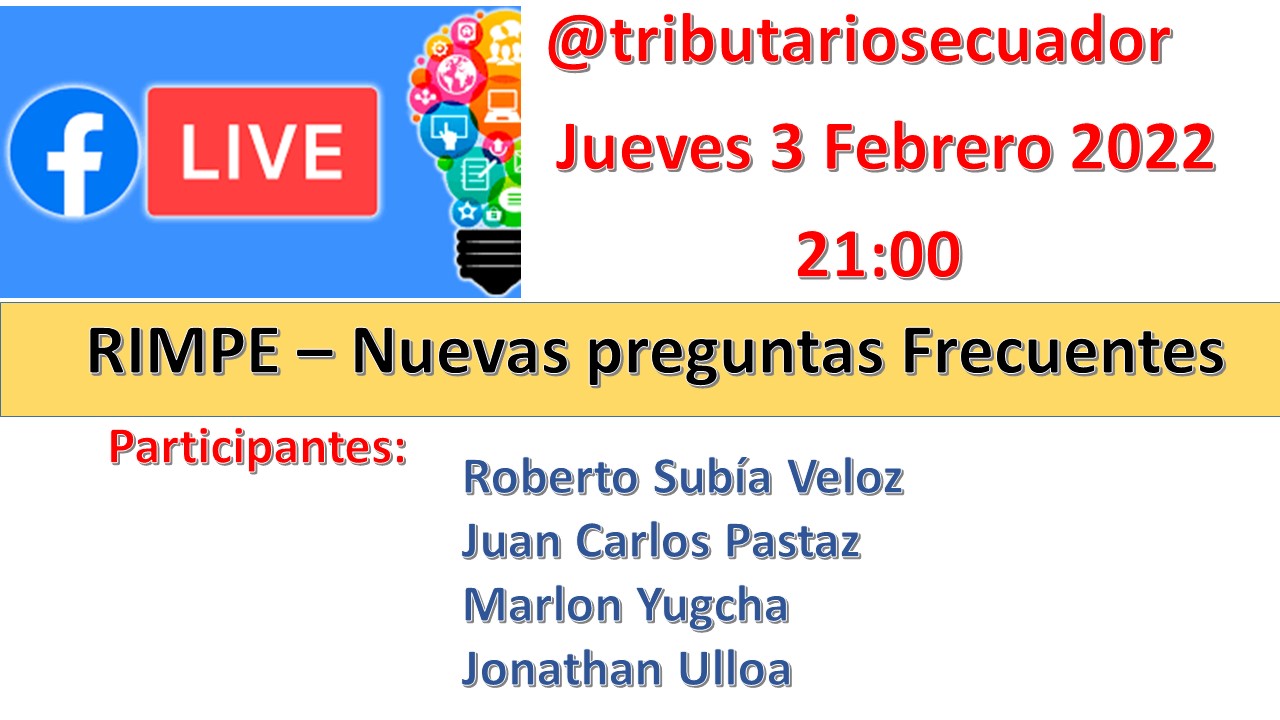 @tributariosecuador
f LIVE
Jueves 3 Febrero 2022
21:00
RIMPE – Nuevas preguntas Frecuentes
Participantes:
Roberto Subía Veloz
Juan Carlos Pastaz
Marlon Yugcha
Jonathan Ulloa